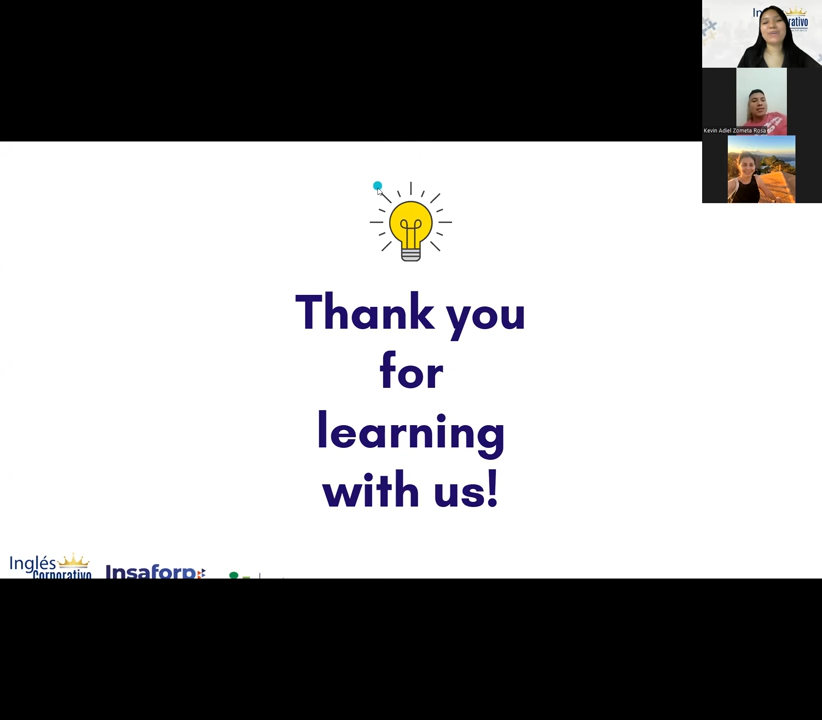 Kevin Adiel Zometa Rosa
Thank you
for
learning
with us!
Inglés
Corporativo
Insaforp